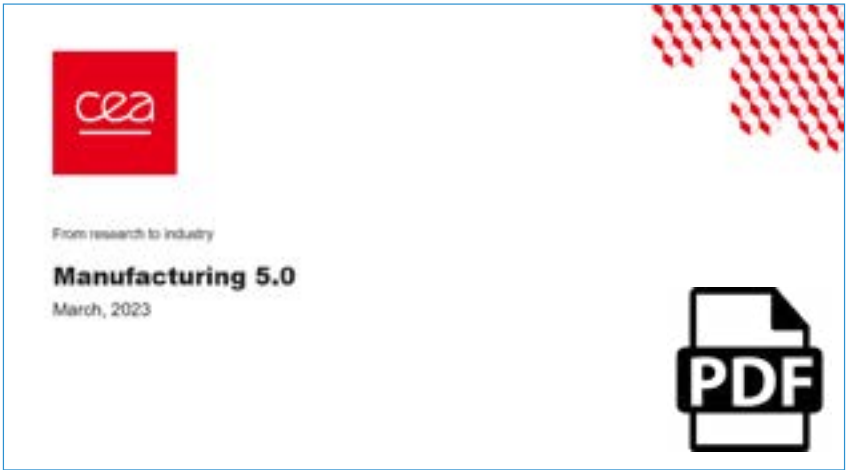 cea
From research to industry
Manufacturing 5.0
March, 2023
PDF